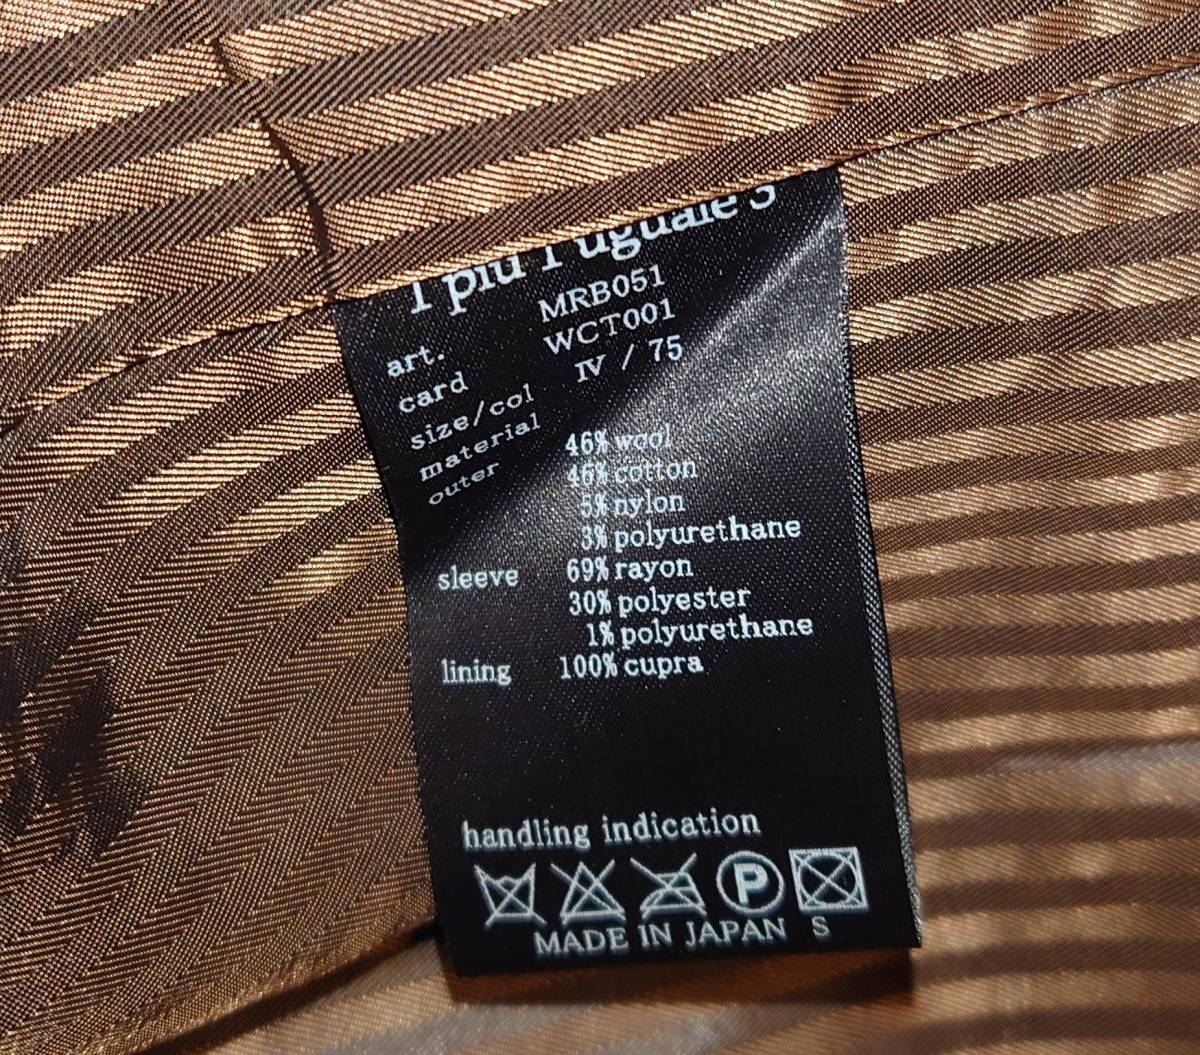 1 piu 1 uguale 3
art. MRB051
card WCT001
size/col IV / 75
material
outer 46% wool
46% cotton
5% nylon
3% polyurethane
sleeve 69% rayon
30% polyester
1% polyurethane
lining 100% cupra
handling indication
P
MADE IN JAPAN S